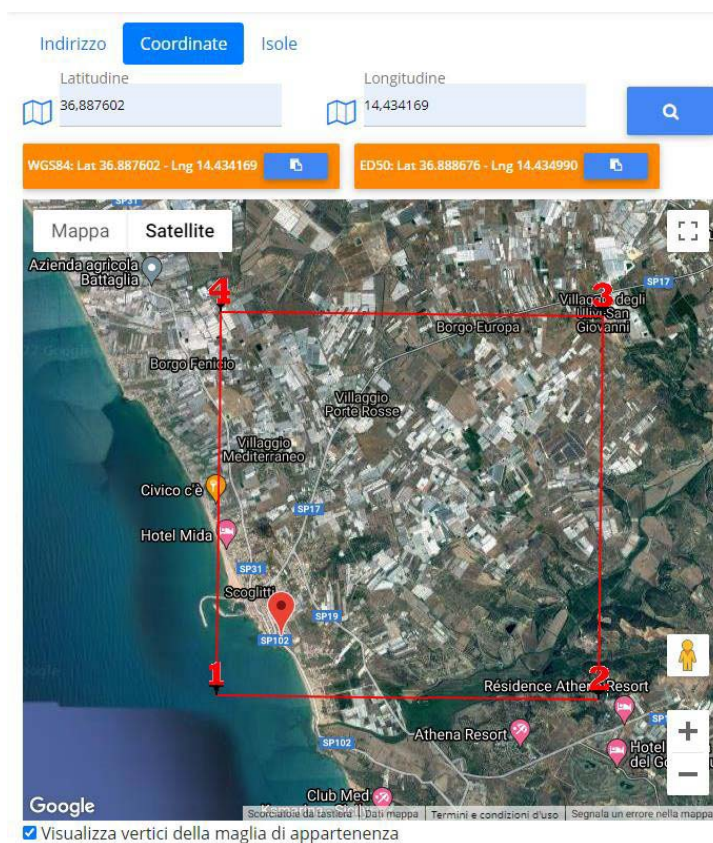 Indirizzo Coordinate Isole
Latitudine Longitudine
36,887602 14,434169
WGS84: Lat 36.887602 - Lng 14.434169 ED50: Lat 36.888676 - Lng 14.434990
SP31
Mappa Satellite
Azienda agricola
Battaglia
SP17
4
3
Villaggio degli
Ulivi-San
Giovanni
Borgo Europa
Borgo Fenicio
Villaggio
Porte Rosse
Villaggio
Mediterraneo
Civico c'è
SP17
Hotel Mida
SP31
Scoglitti
SP19
SP102
1
2
Résidence Athena Resort
Athena Resort
SP102
Hotel
del
Club Med
Google
Scorciatoie da tastiera Dati mappa Termini e condizioni d'uso Segnala un errore nella mappa
Visualizza vertici della maglia di appartenenza